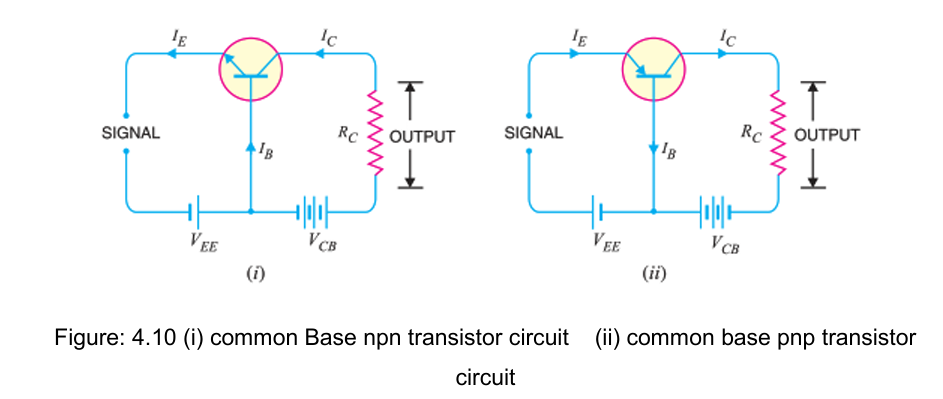 I_E I_C I_E I_C
SIGNAL R_C OUTPUT SIGNAL R_C OUTPUT
I_B I_B
V_EE V_CB V_EE V_CB
(i) (ii)
Figure: 4.10 (i) common Base npn transistor circuit (ii) common base pnp transistor
circuit